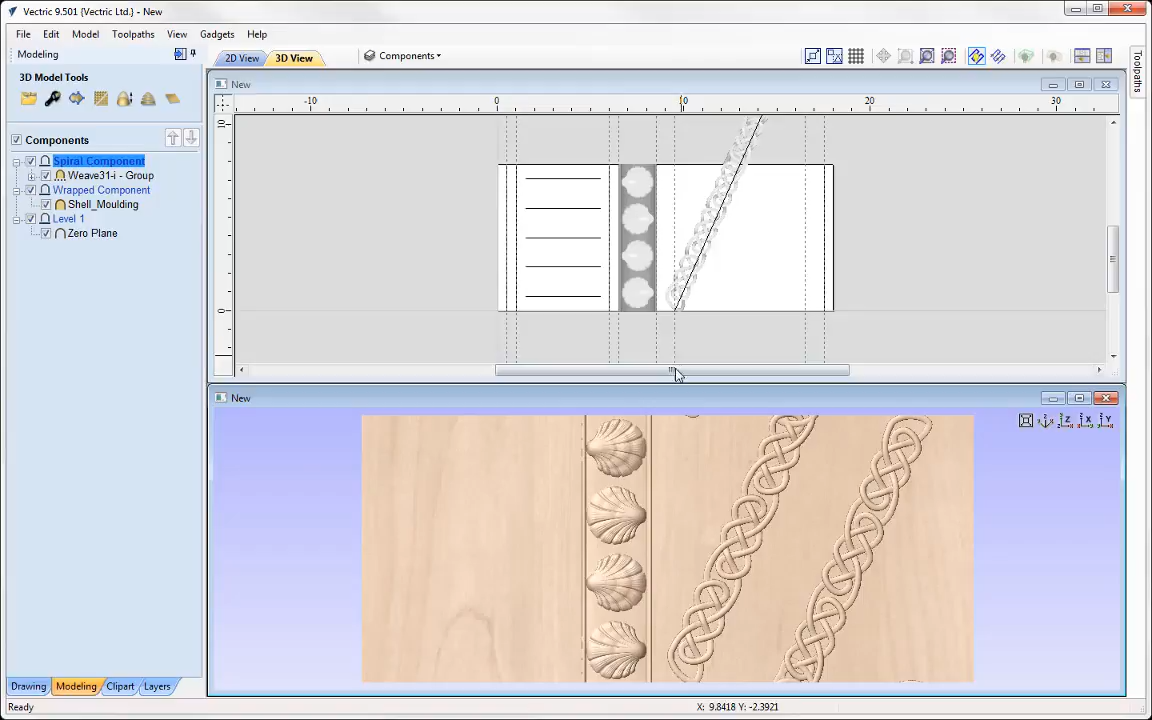 Vectric 9.501 {Vectric Ltd.} - New
File Edit Model Toolpaths View Gadgets Help
Modeling
2D View 3D View Components
3D Model Tools
Toolpaths
New
-10 0 10 20 30
10
0
Components
Spiral Component
Weave31-i - Group
Wrapped Component
Shell_Moulding
Level 1
Zero Plane
New
Z X Y
Drawing Modeling Clipart Layers
Ready
X: 9.8418 Y: -2.3921